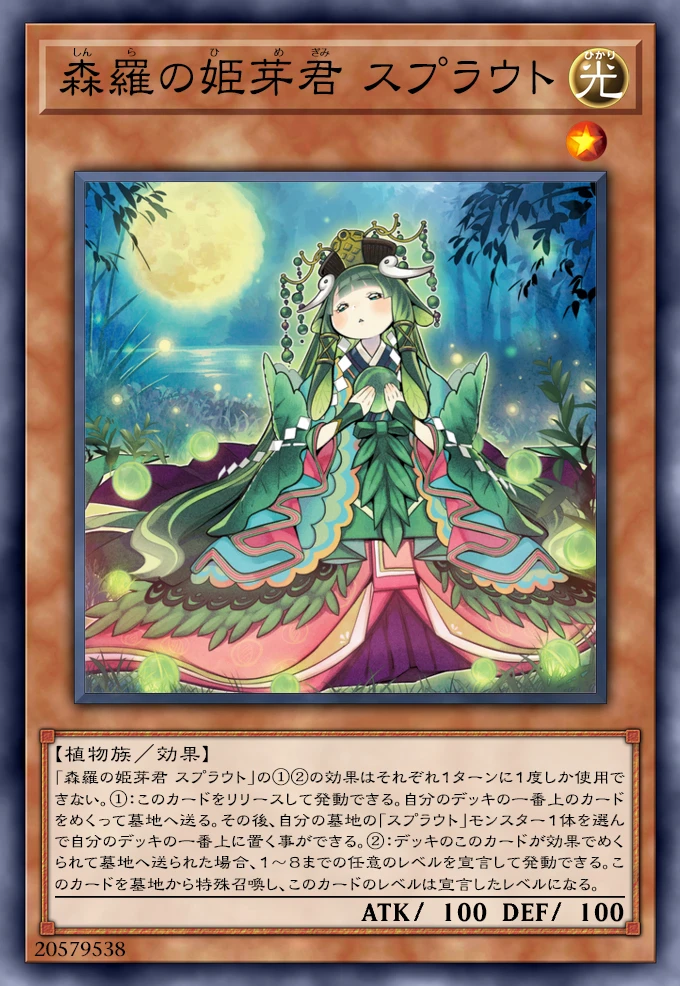 しん ら ひ め ぎみ
森羅の姫芽君 スプラウト
ひかり
光
【植物族／効果】
「森羅の姫芽君 スプラウト」の①②の効果はそれぞれ1ターンに1度しか使用で
きない。①：このカードをリリースして発動できる。自分のデッキの一番上のカード
をめくって墓地へ送る。その後、自分の墓地の「スプラウト」モンスター1体を選ん
で自分のデッキの一番上に置く事ができる。②：デッキのこのカードが効果でめく
られて墓地へ送られた場合、1～8までの任意のレベルを宣言して発動できる。こ
のカードを墓地から特殊召喚し、このカードのレベルは宣言したレベルになる。
ATK/ 100 DEF/ 100
20579538